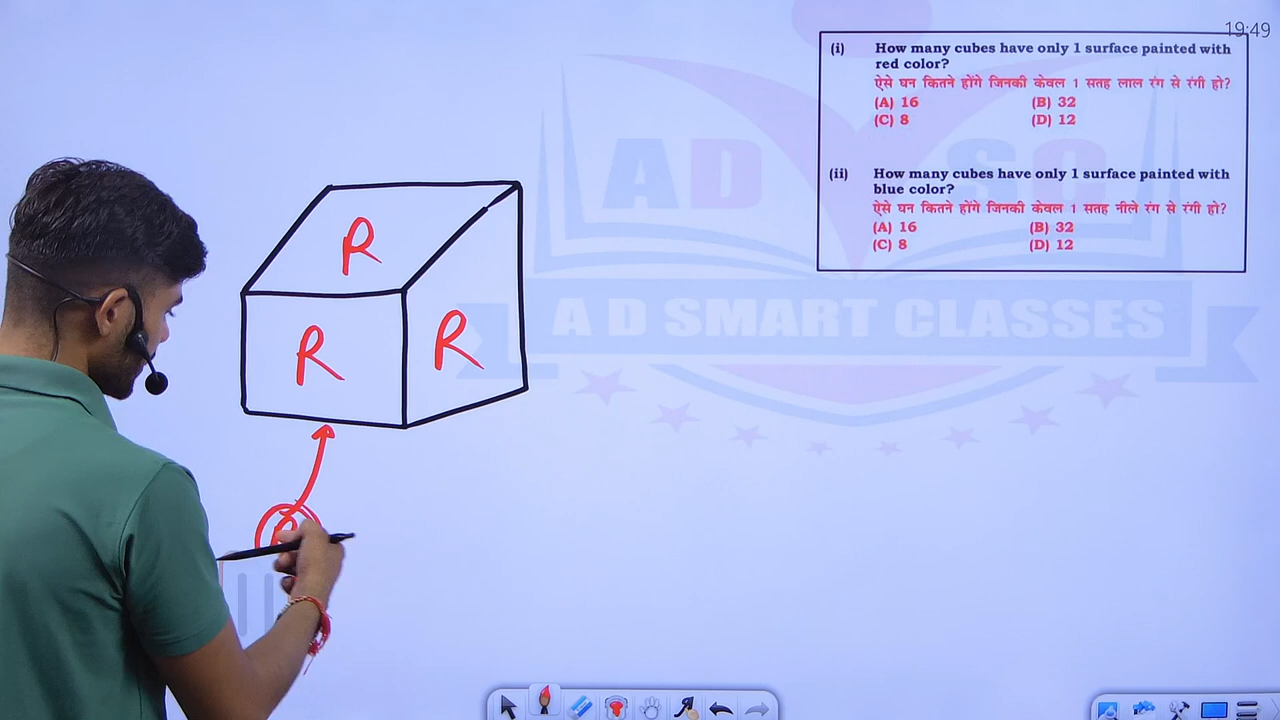 19:49
(i) How many cubes have only 1 surface painted with
red color?
ऐसे घन कितने होंगे जिनकी केवल 1 सतह लाल रंग से रंगी हो?
(A) 16 (B) 32
(C) 8 (D) 12
(ii) How many cubes have only 1 surface painted with
blue color?
ऐसे घन कितने होंगे जिनकी केवल 1 सतह नीले रंग से रंगी हो?
(A) 16 (B) 32
(C) 8 (D) 12
R
R
R
AD SQ
A D SMART CLASSES